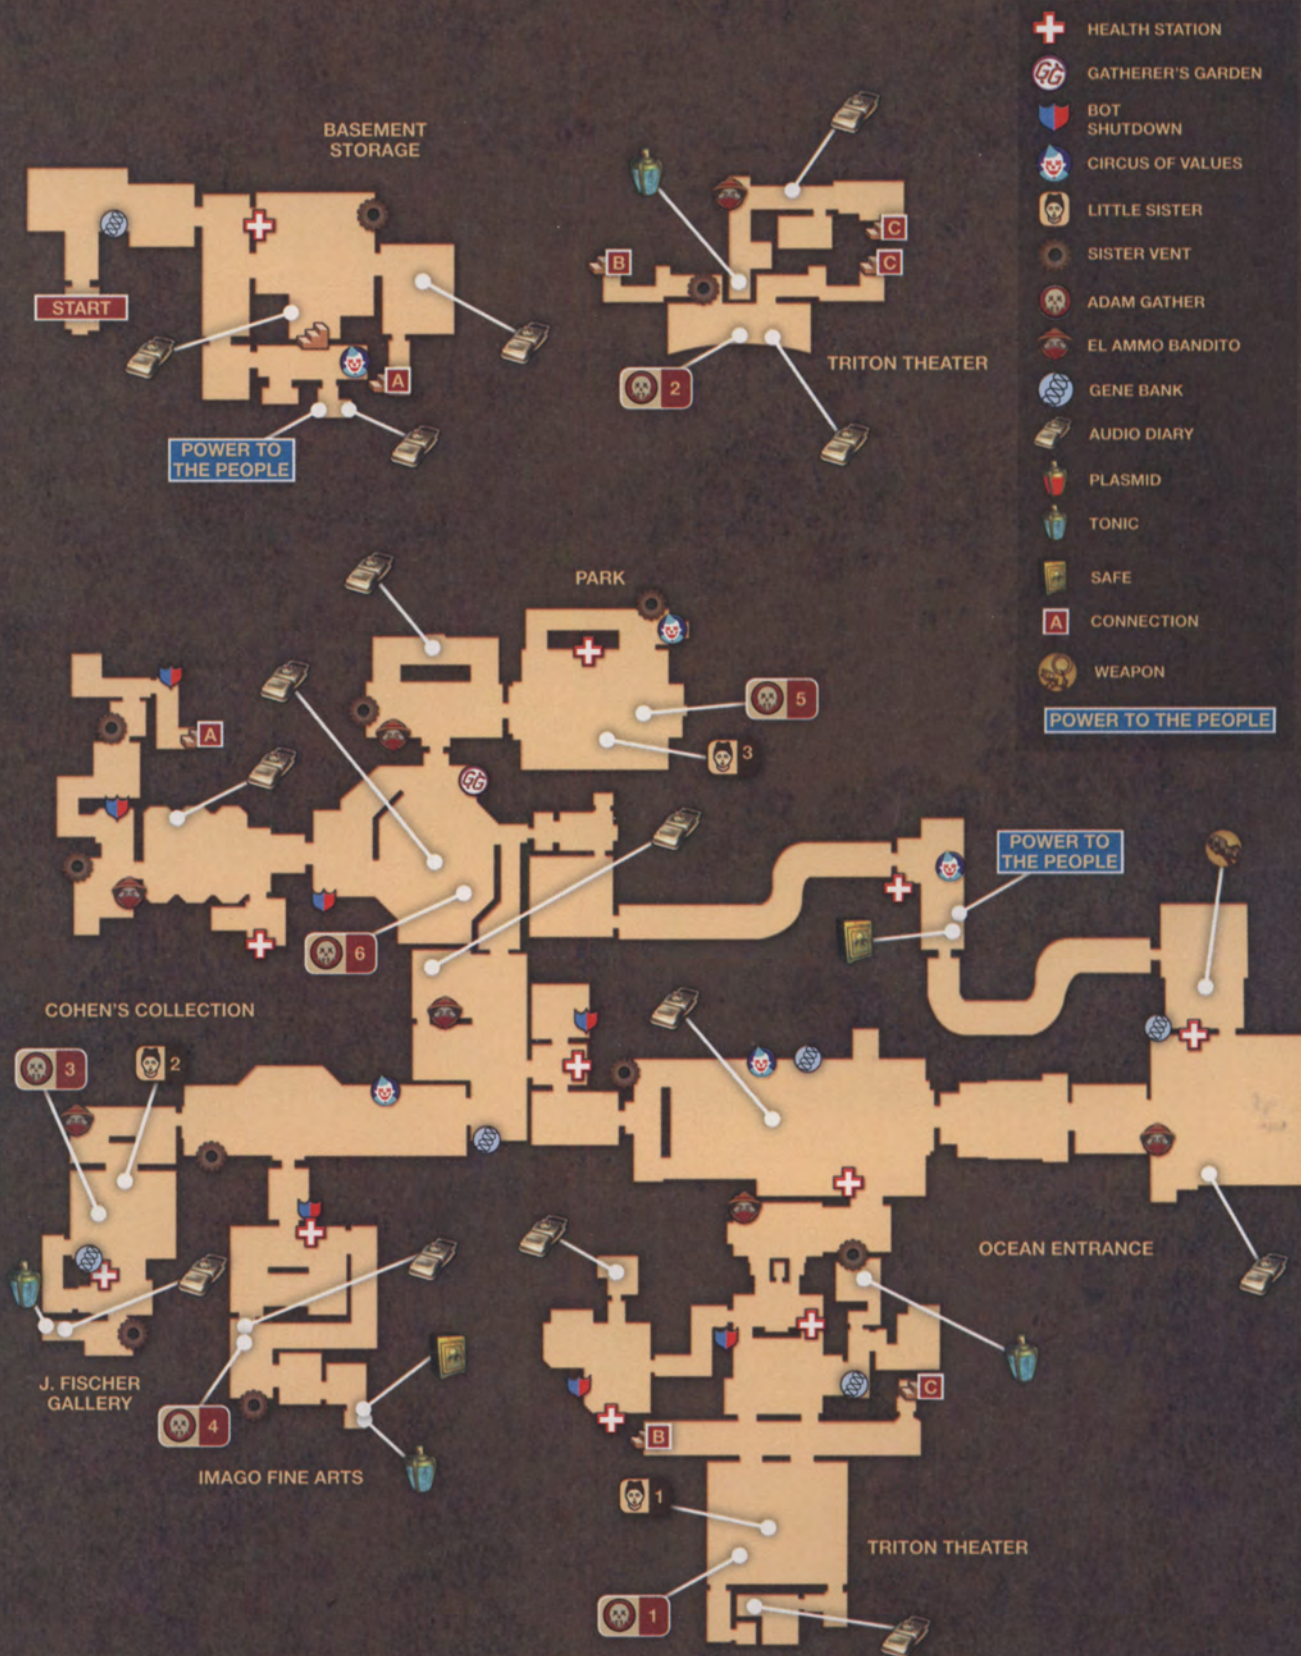 HEALTH STATION
GATHERER'S GARDEN
BOT
SHUTDOWN
CIRCUS OF VALUES
LITTLE SISTER
SISTER VENT
ADAM GATHER
EL AMMO BANDITO
GENE BANK
AUDIO DIARY
PLASMID
TONIC
SAFE
A
CONNECTION
WEAPON
POWER TO THE PEOPLE
BASEMENT
STORAGE
START
A
POWER TO
THE PEOPLE
B
C
C
2
TRITON THEATER
PARK
A
5
3
POWER TO
THE PEOPLE
6
COHEN'S COLLECTION
3
2
OCEAN ENTRANCE
J. FISCHER
GALLERY
4
IMAGO FINE ARTS
C
B
1
TRITON THEATER
1
GG
GG